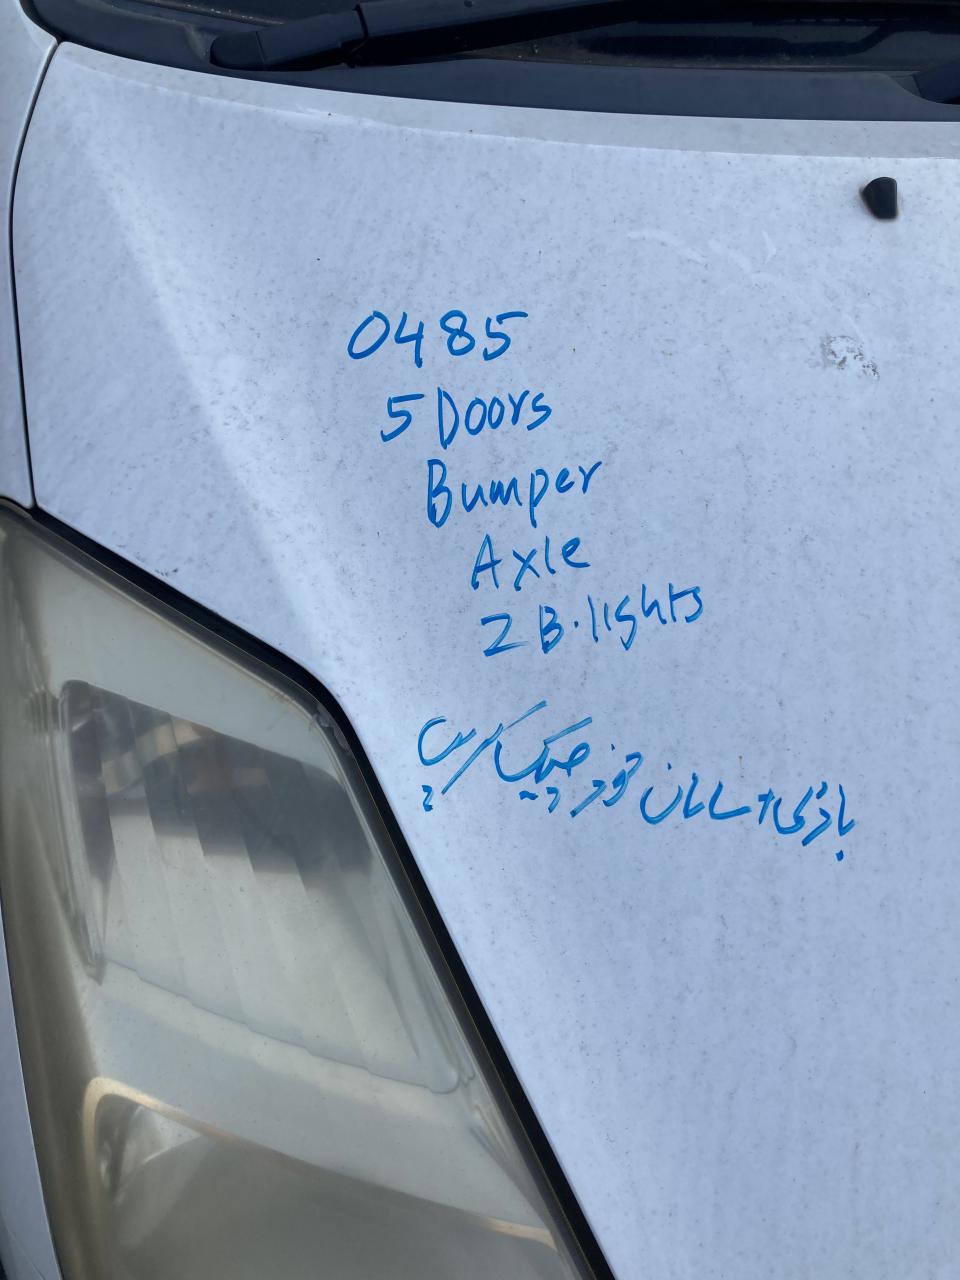 0485
5 Doors
Bumper
Axle
2 B.lights
باڈی + سامان خود چیک کریں